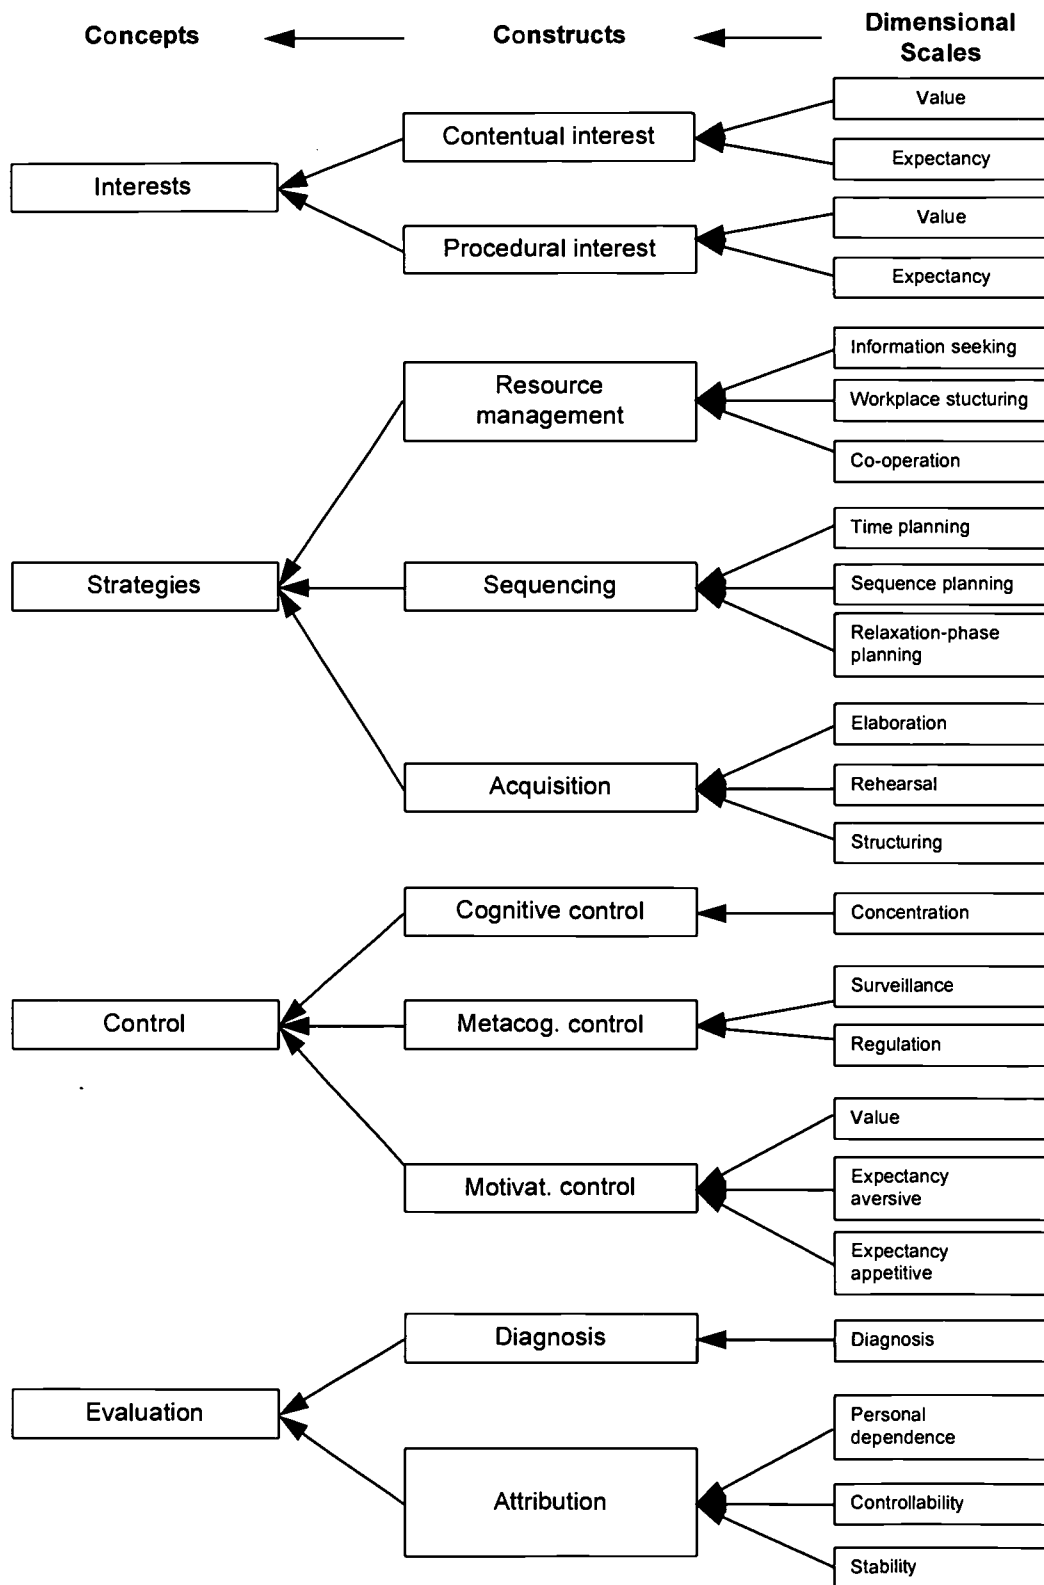 Concepts
Constructs
Dimensional
Scales
Interests
Contentual interest
Value
Expectancy
Procedural interest
Value
Expectancy
Strategies
Resource
management
Information seeking
Workplace stucturing
Co-operation
Sequencing
Time planning
Sequence planning
Relaxation-phase
planning
Acquisition
Elaboration
Rehearsal
Structuring
Control
Cognitive control
Concentration
Metacog. control
Surveillance
Regulation
Motivat. control
Value
Expectancy
aversive
Expectancy
appetitive
Evaluation
Diagnosis
Diagnosis
Attribution
Personal
dependence
Controllability
Stability